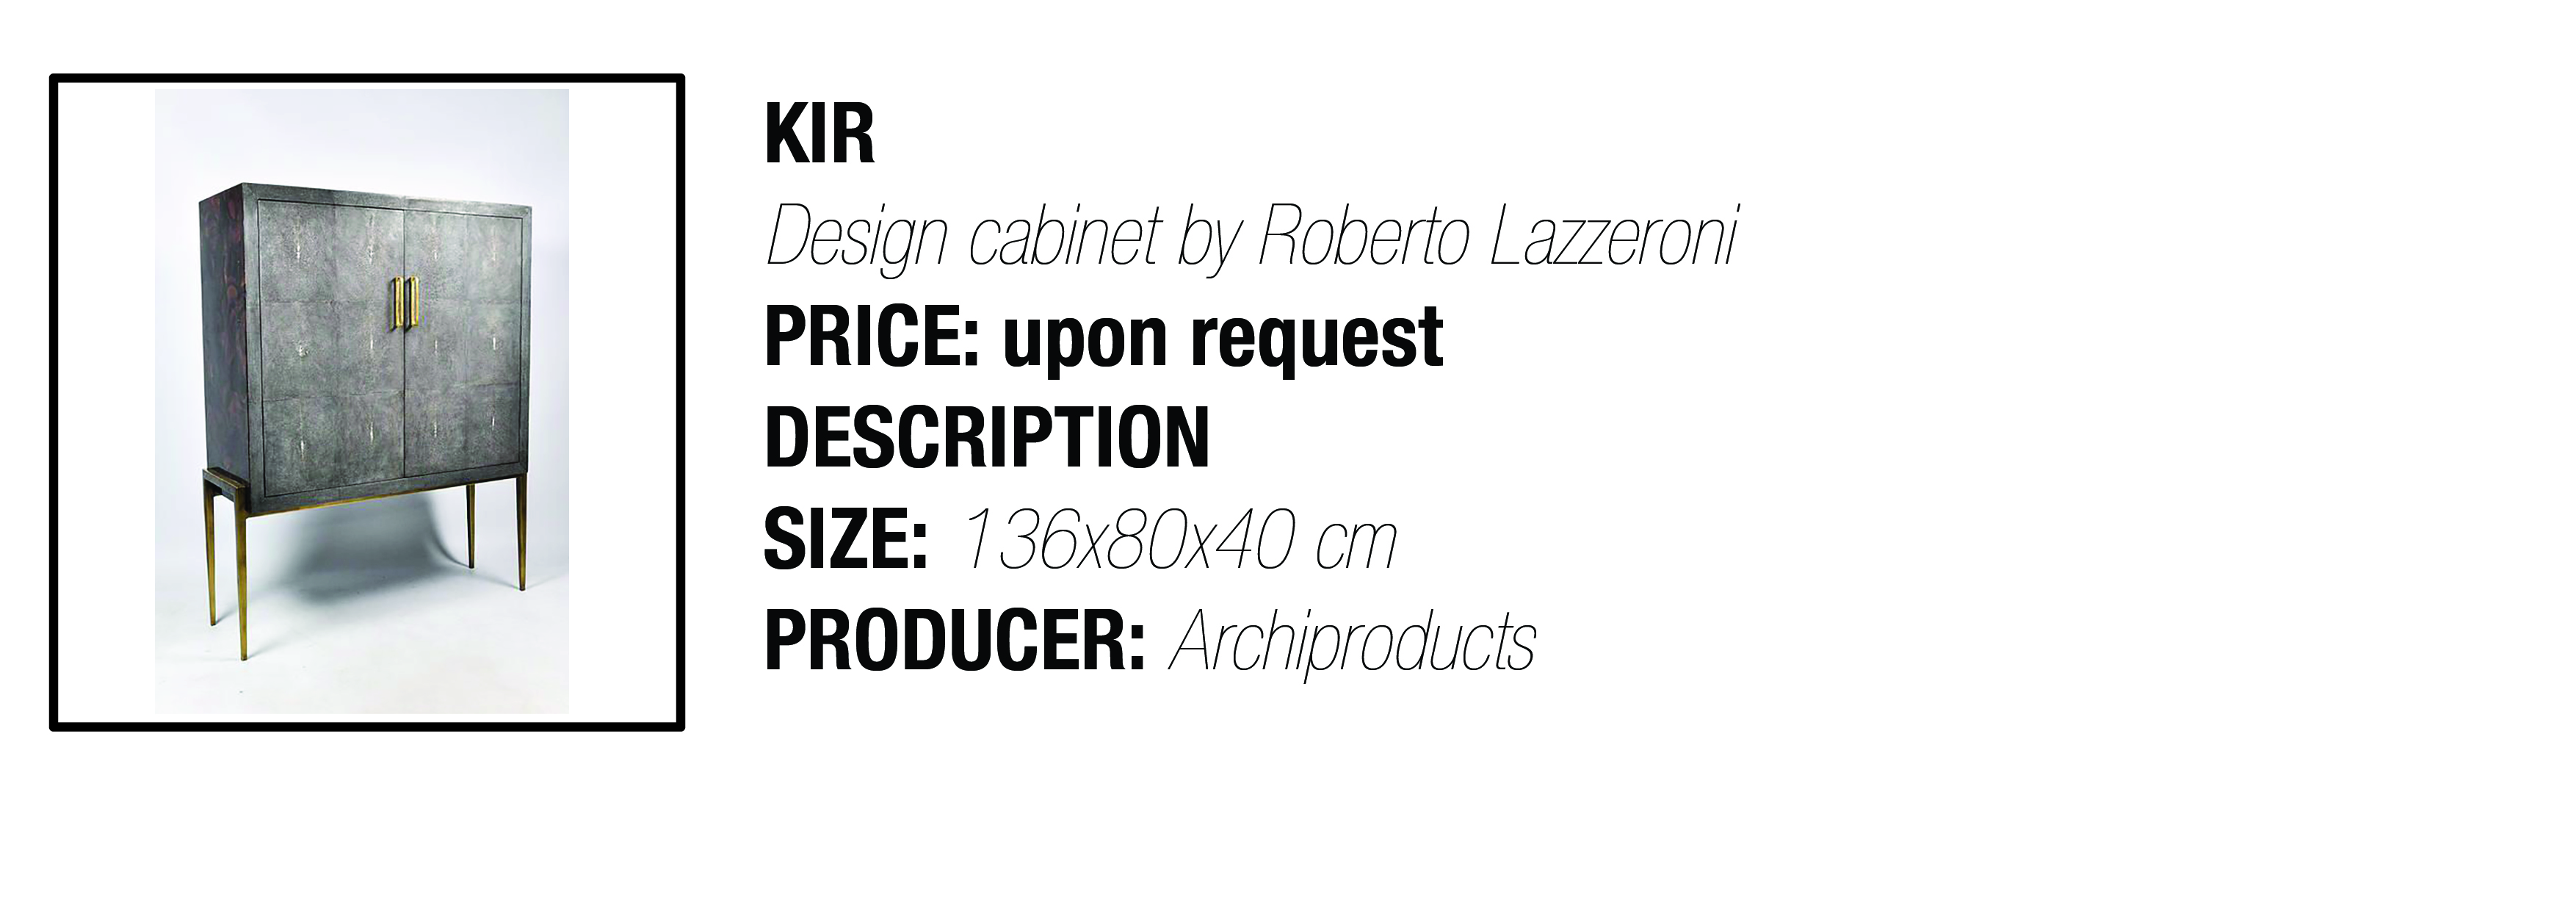 KIR
Design cabinet by Roberto Lazzeroni
PRICE: upon request
DESCRIPTION
SIZE: 136x80x40 cm
PRODUCER: Archiproducts